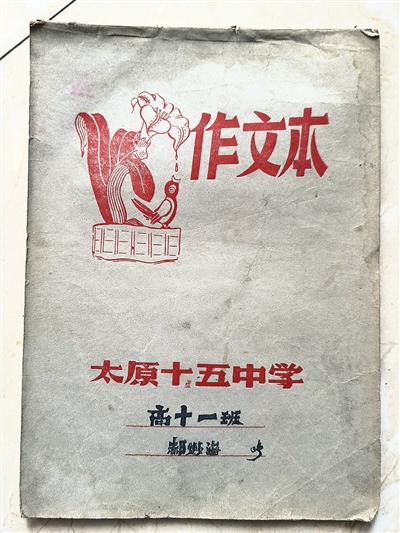 作文本
太原十五中学
高十一班